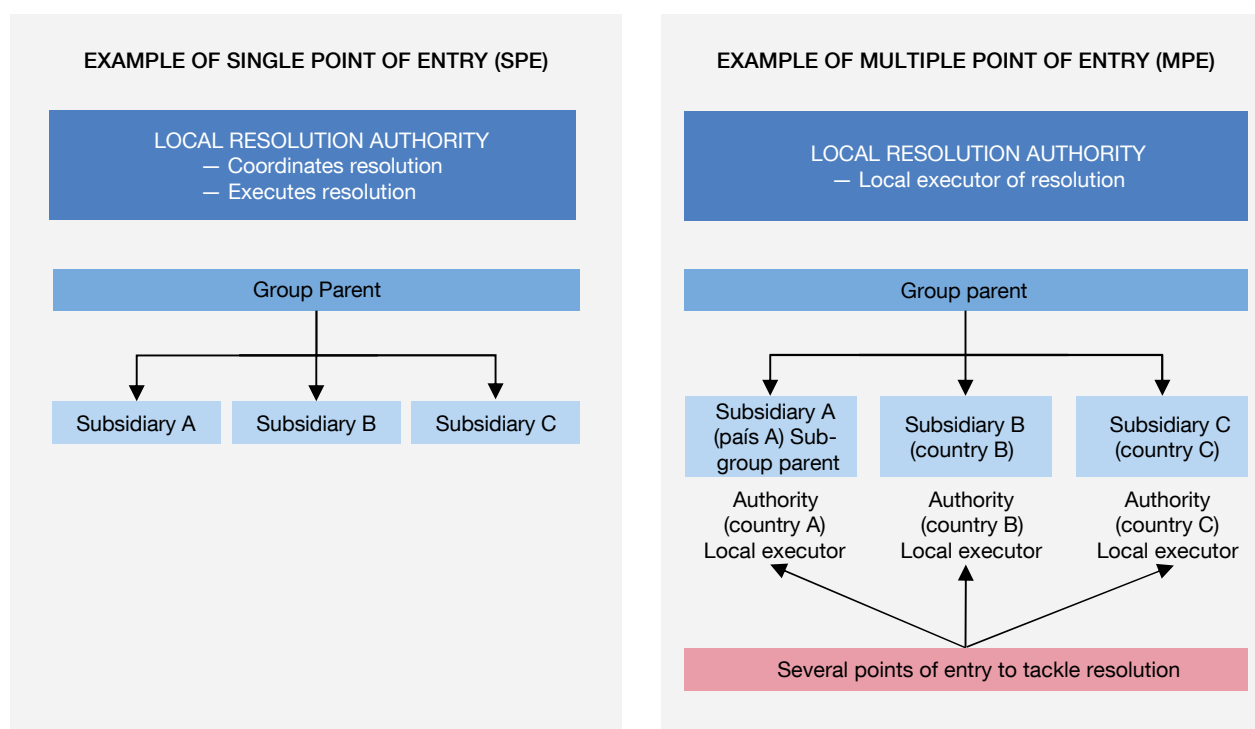 EXAMPLE OF SINGLE POINT OF ENTRY (SPE)
LOCAL RESOLUTION AUTHORITY
— Coordinates resolution
— Executes resolution
Group Parent
Subsidiary A
Subsidiary B
Subsidiary C
EXAMPLE OF MULTIPLE POINT OF ENTRY (MPE)
LOCAL RESOLUTION AUTHORITY
— Local executor of resolution
Group parent
Subsidiary A
(país A) Sub-
group parent
Subsidiary B
(country B)
Subsidiary C
(country C)
Authority
(country A)
Local executor
Authority
(country B)
Local executor
Authority
(country C)
Local executor
Several points of entry to tackle resolution